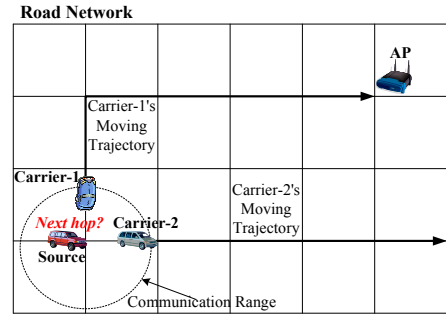 Road Network
AP
Carrier-1's
Moving
Trajectory
Carrier-1
Carrier-2's
Moving
Trajectory
Next hop?
Carrier-2
Source
Communication Range